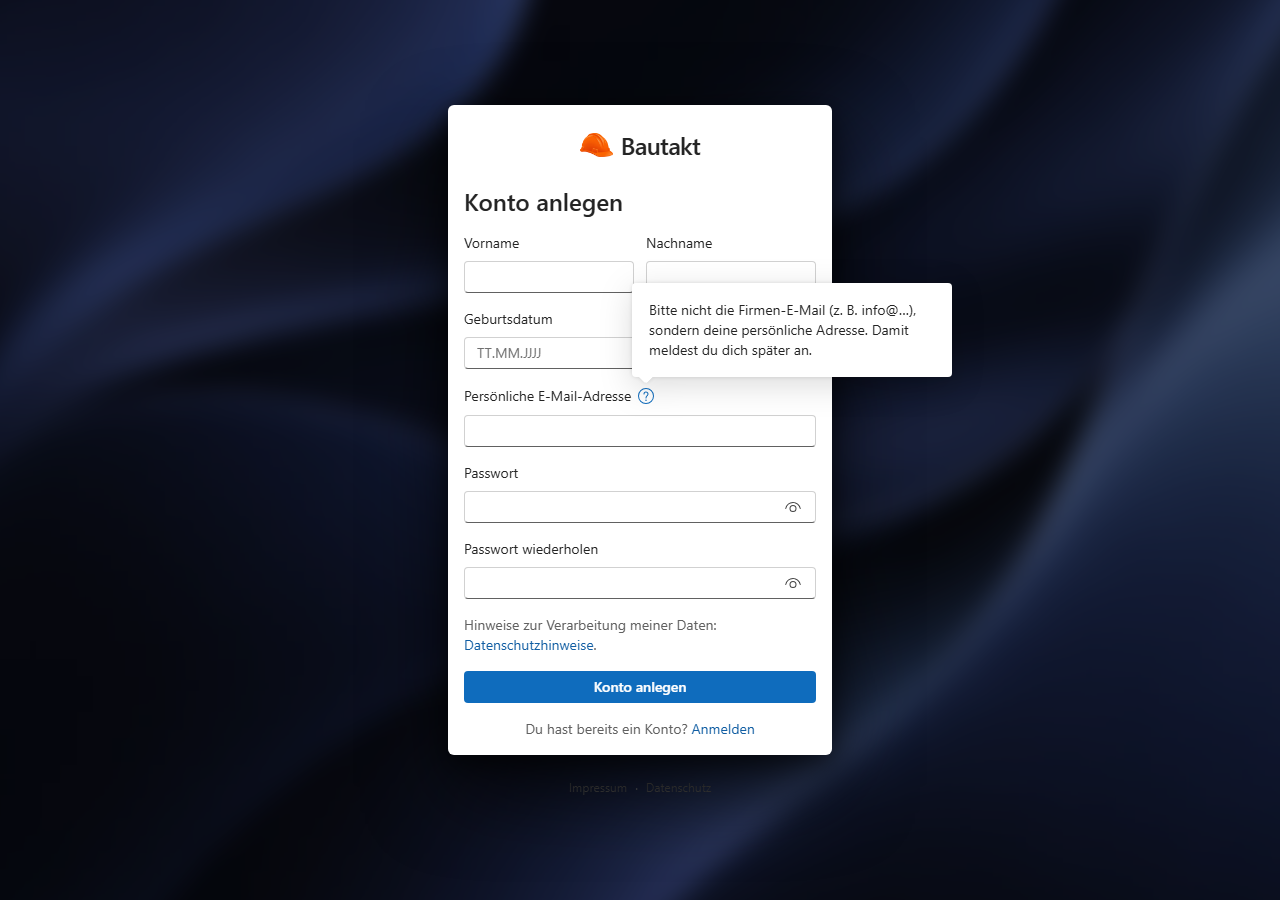 Bautakt
Konto anlegen
Vorname
Nachname
Bitte nicht die Firmen-E-Mail (z. B. info@...),
sondern deine persönliche Adresse. Damit
meldest du dich später an.
Geburtsdatum
TT.MM.JJJJ
Persönliche E-Mail-Adresse ?
Passwort
Passwort wiederholen
Hinweise zur Verarbeitung meiner Daten:
Datenschutzhinweise.
Konto anlegen
Du hast bereits ein Konto? Anmelden
Impressum · Datenschutz